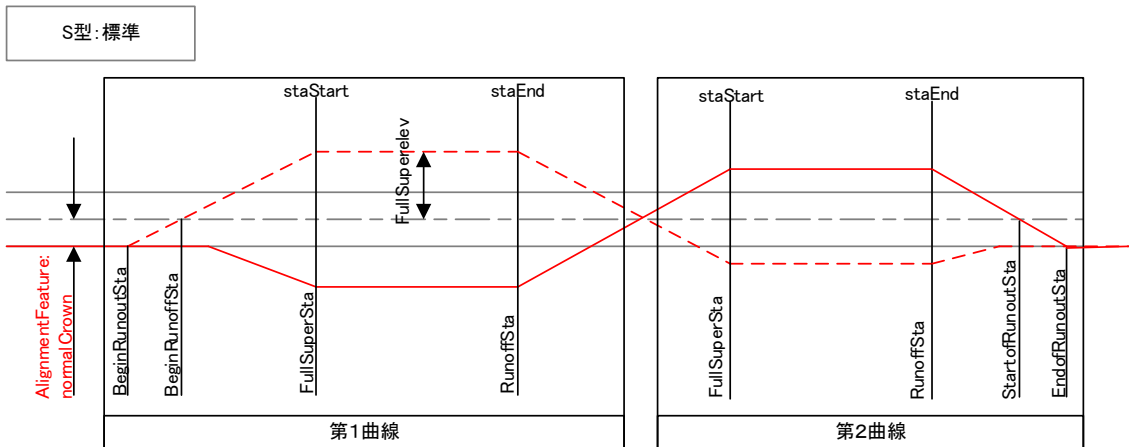 S型:標準
staStart
staEnd
staStart
staEnd
FullSuperelev
AlignmentFeature:
normalCrown
BeginRunoutSta
BeginRunoffSta
FullSuperSta
RunoffSta
FullSuperSta
RunoffSta
StartofRunoutSta
EndofRunoutSta
第1曲線
第2曲線